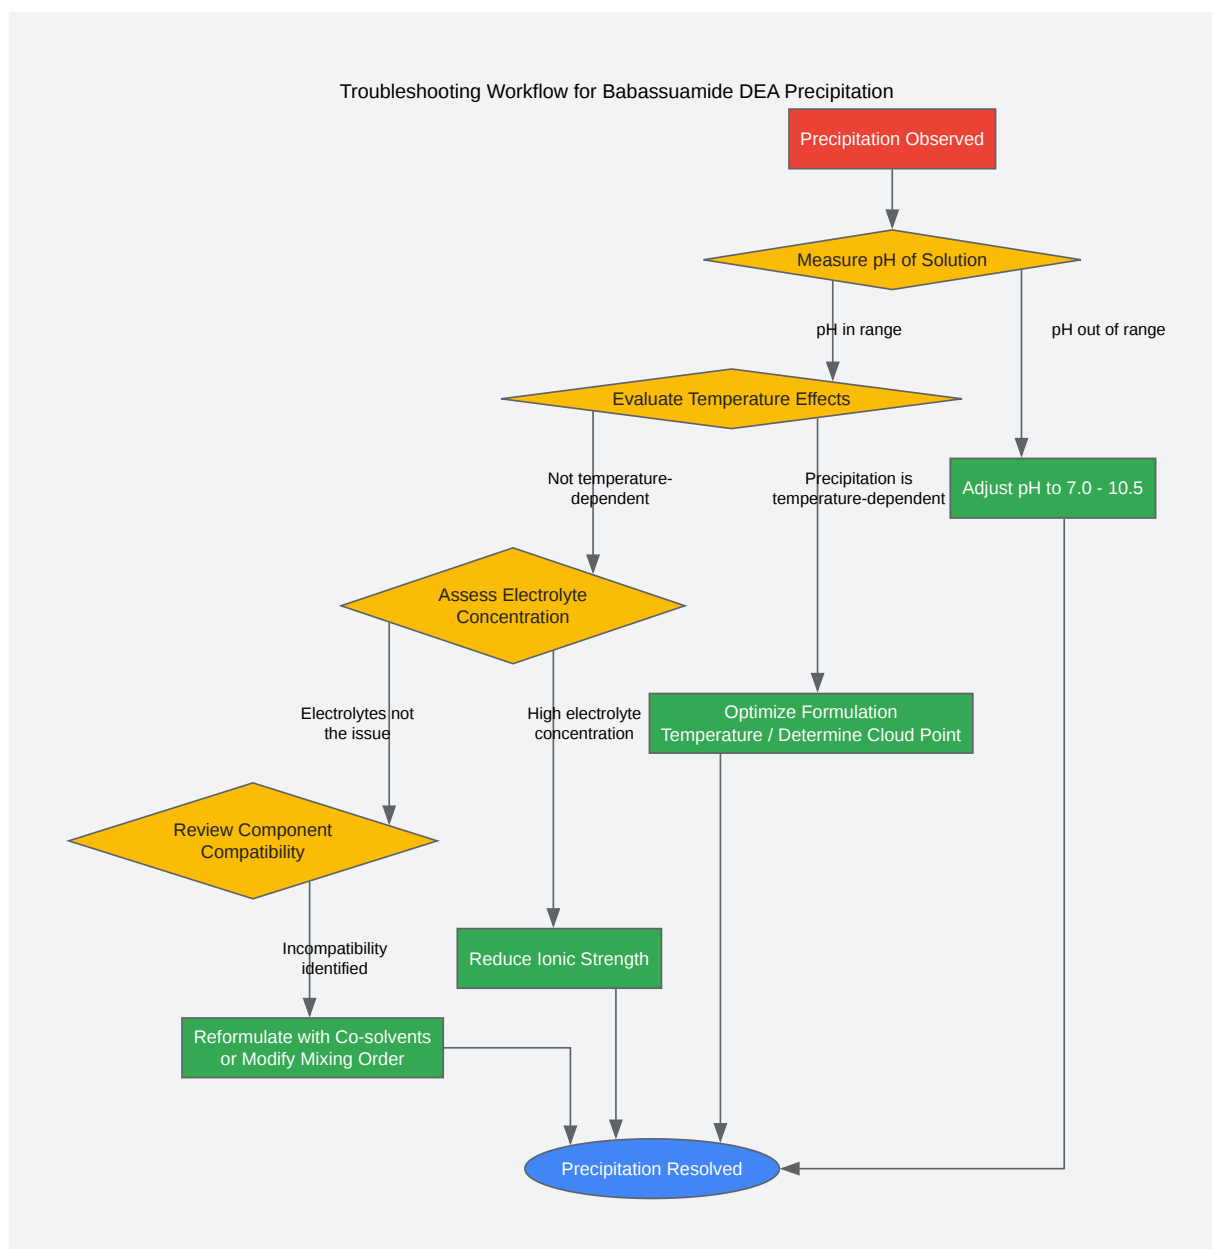 Troubleshooting Workflow for Babassuamide DEA Precipitation
Precipitation Observed
Measure pH of Solution
pH in range
pH out of range
Evaluate Temperature Effects
Not temperature-
dependent
Precipitation is
temperature-dependent
Adjust pH to 7.0 - 10.5
Assess Electrolyte
Concentration
Electrolytes not
the issue
High electrolyte
concentration
Optimize Formulation
Temperature / Determine Cloud Point
Review Component
Compatibility
Incompatibility
identified
Reduce Ionic Strength
Reformulate with Co-solvents
or Modify Mixing Order
Precipitation Resolved